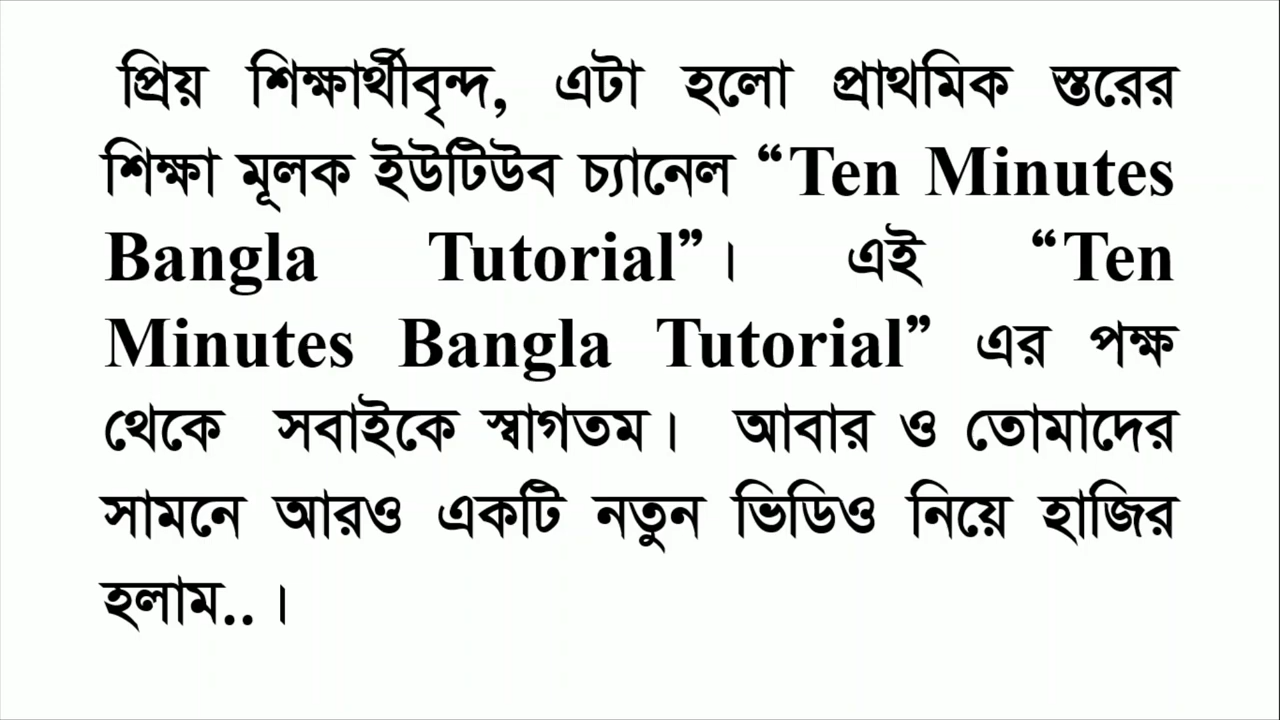 প্রিয় শিক্ষার্থীবৃন্দ, এটা হলো প্রাথমিক স্তরের
শিক্ষা মূলক ইউটিউব চ্যানেল “Ten Minutes
Bangla Tutorial”। এই “Ten
Minutes Bangla Tutorial” এর পক্ষ
থেকে সবাইকে স্বাগতম। আবার ও তোমাদের
সামনে আরও একটি নতুন ভিডিও নিয়ে হাজির
হলাম..।